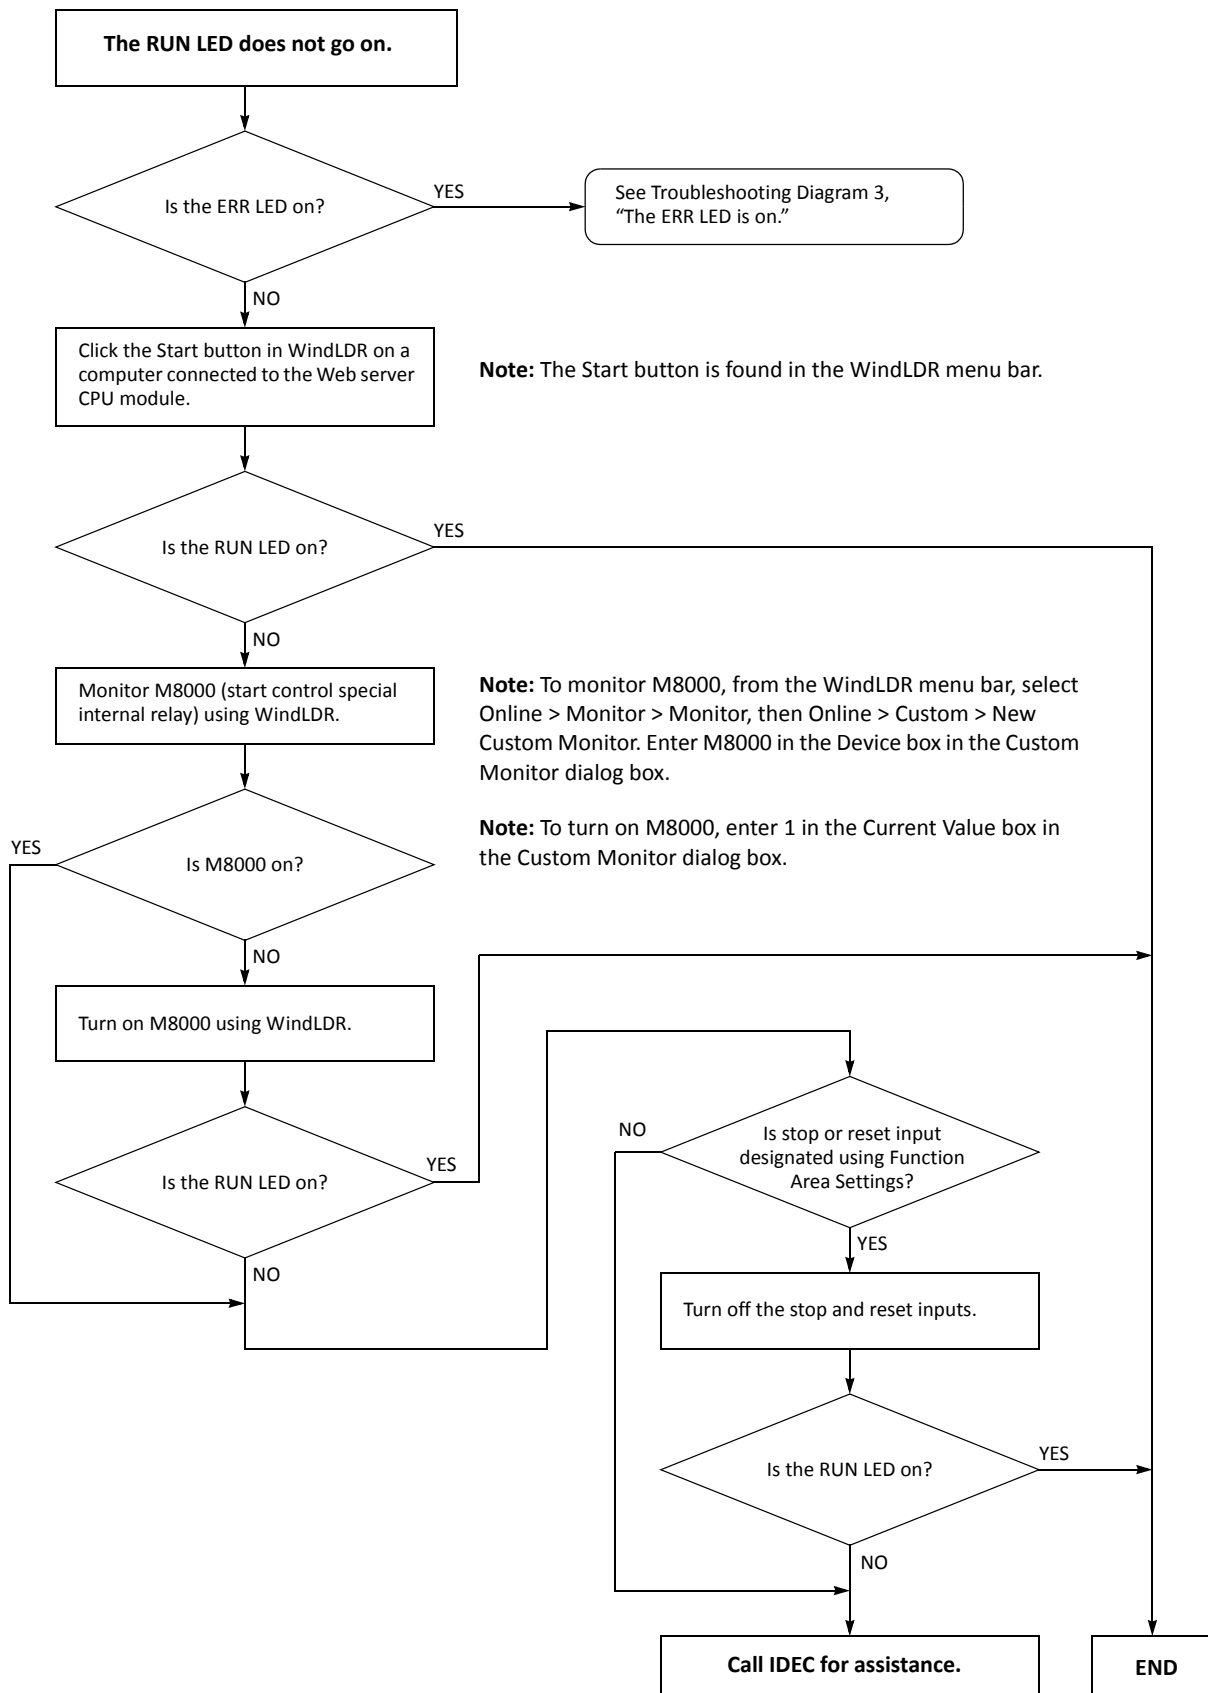 The RUN LED does not go on.
Is the ERR LED on?
YES
See Troubleshooting Diagram 3,
“The ERR LED is on.”
NO
Click the Start button in WindLDR on a
computer connected to the Web server
CPU module.
Note: The Start button is found in the WindLDR menu bar.
Is the RUN LED on?
YES
NO
Monitor M8000 (start control special
internal relay) using WindLDR.
Note: To monitor M8000, from the WindLDR menu bar, select
Online > Monitor > Monitor, then Online > Custom > New
Custom Monitor. Enter M8000 in the Device box in the Custom
Monitor dialog box.
Note: To turn on M8000, enter 1 in the Current Value box in
the Custom Monitor dialog box.
YES
Is M8000 on?
NO
Turn on M8000 using WindLDR.
Is the RUN LED on?
YES
NO
NO
Is stop or reset input
designated using Function
Area Settings?
YES
Turn off the stop and reset inputs.
Is the RUN LED on?
YES
NO
Call IDEC for assistance.
END